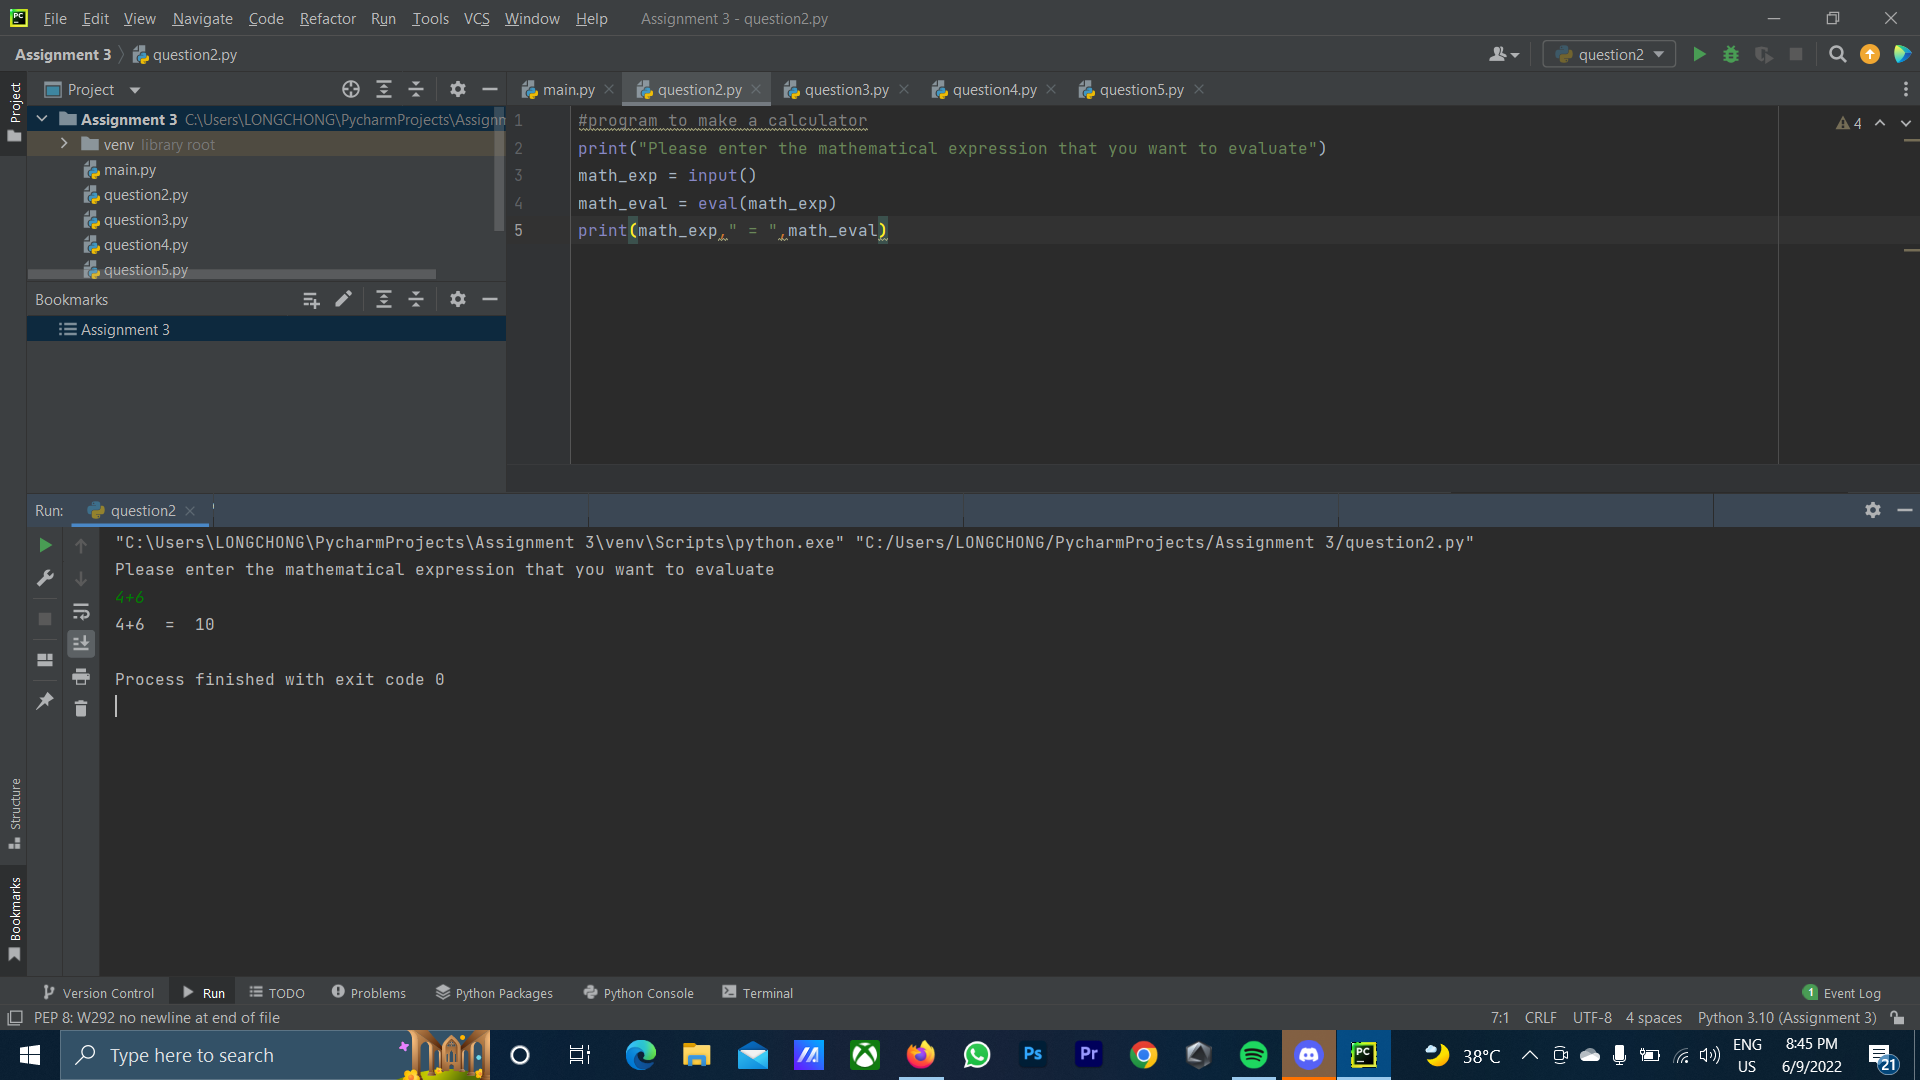 File Edit View Navigate Code Refactor Run Tools VCS Window Help Assignment 3 - question2.py
Assignment 3 question2.py
question2
Project
Project
main.py question2.py question3.py question4.py question5.py
Assignment 3 C:\Users\LONGCHONG\PycharmProjects\Assignn
venv library root
main.py
question2.py
question3.py
question4.py
question5.py
1 #program to make a calculator
2 print("Please enter the mathematical expression that you want to evaluate")
3 math_exp = input()
4 math_eval = eval(math_exp)
5 print(math_exp," = ",math_eval)
4
Bookmarks
Assignment 3
Run: question2
"C:\Users\LONGCHONG\PycharmProjects\Assignment 3\venv\Scripts\python.exe" "C:/Users/LONGCHONG/PycharmProjects/Assignment 3/question2.py"
Please enter the mathematical expression that you want to evaluate
4+6
4+6  =  10
Process finished with exit code 0
Structure
Bookmarks
Version Control Run TODO Problems Python Packages Python Console Terminal 1 Event Log
PEP 8: W292 no newline at end of file 7:1 CRLF UTF-8 4 spaces Python 3.10 (Assignment 3)
Type here to search
Ps Pr PC
38°C
ENG
US
8:45 PM
6/9/2022
21